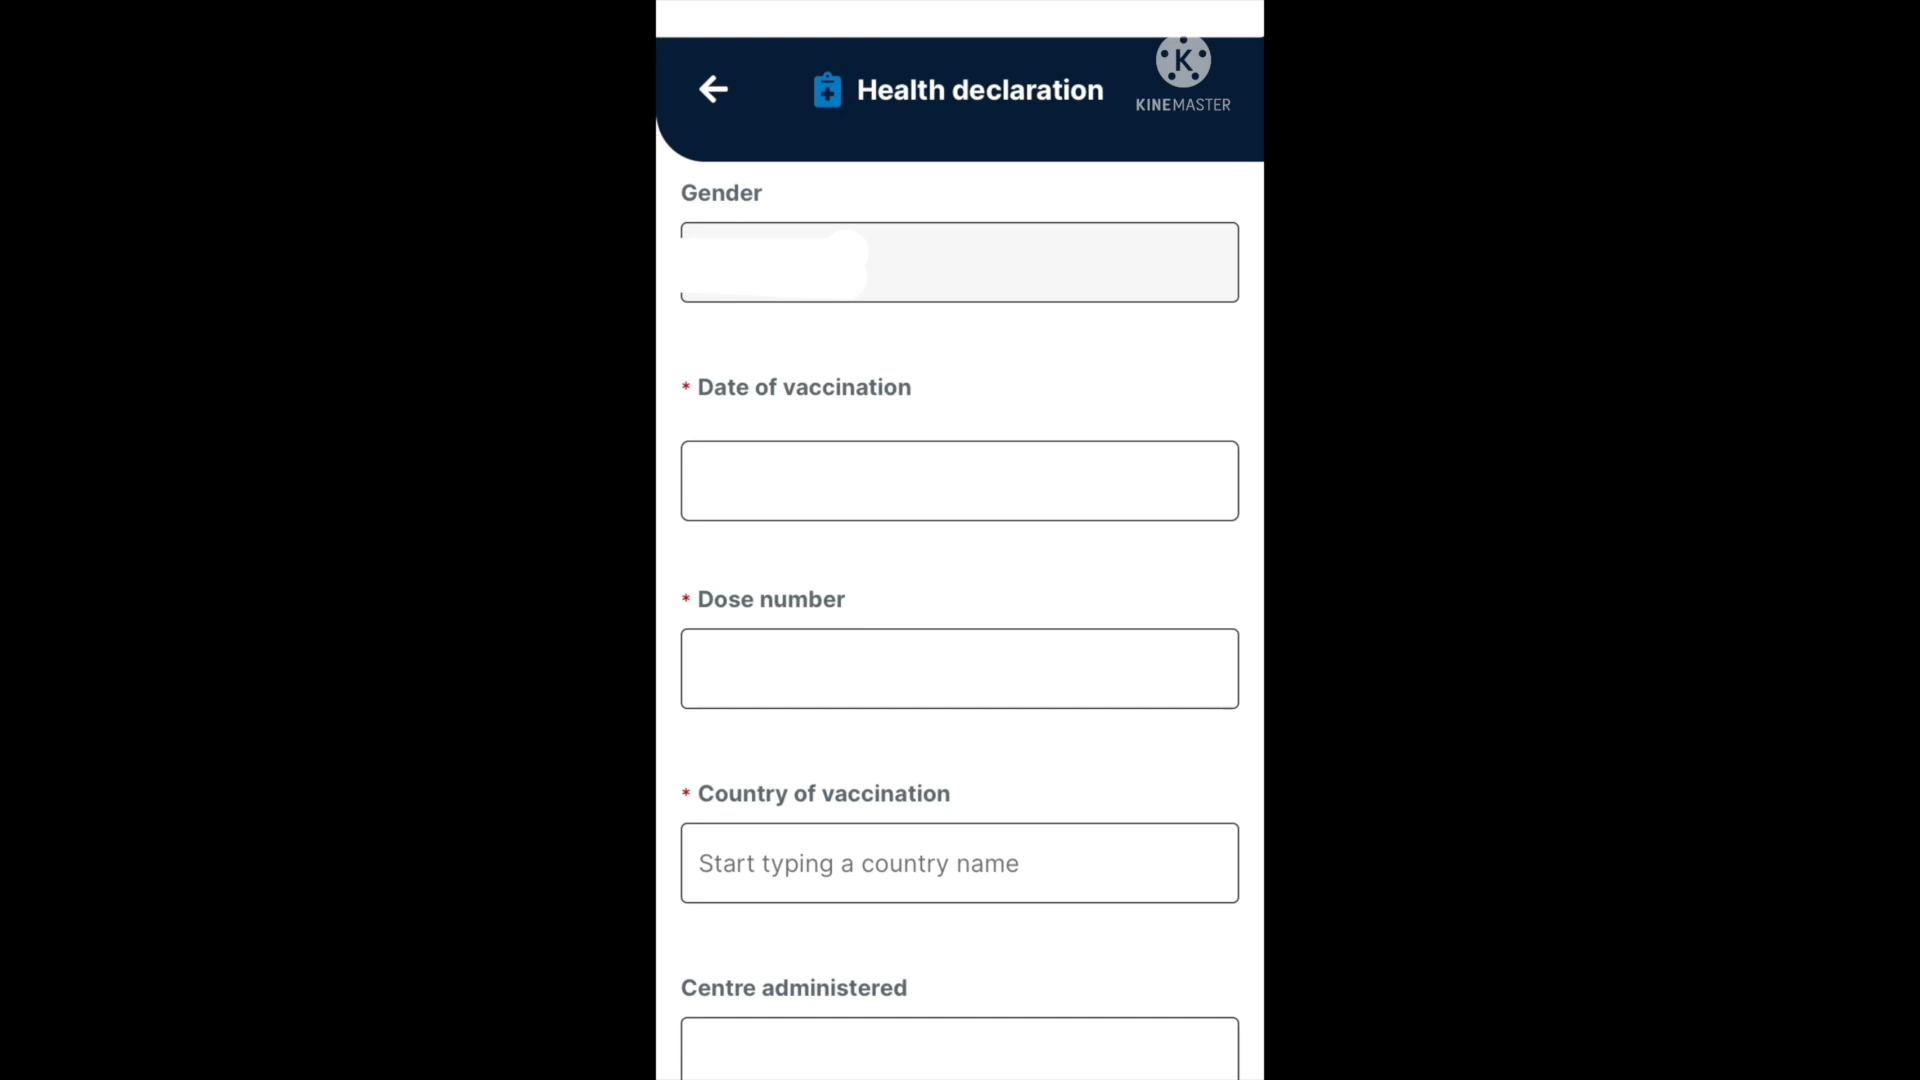 Health declaration
K
KINEMASTER
Gender
* Date of vaccination
* Dose number
* Country of vaccination
Start typing a country name
Centre administered